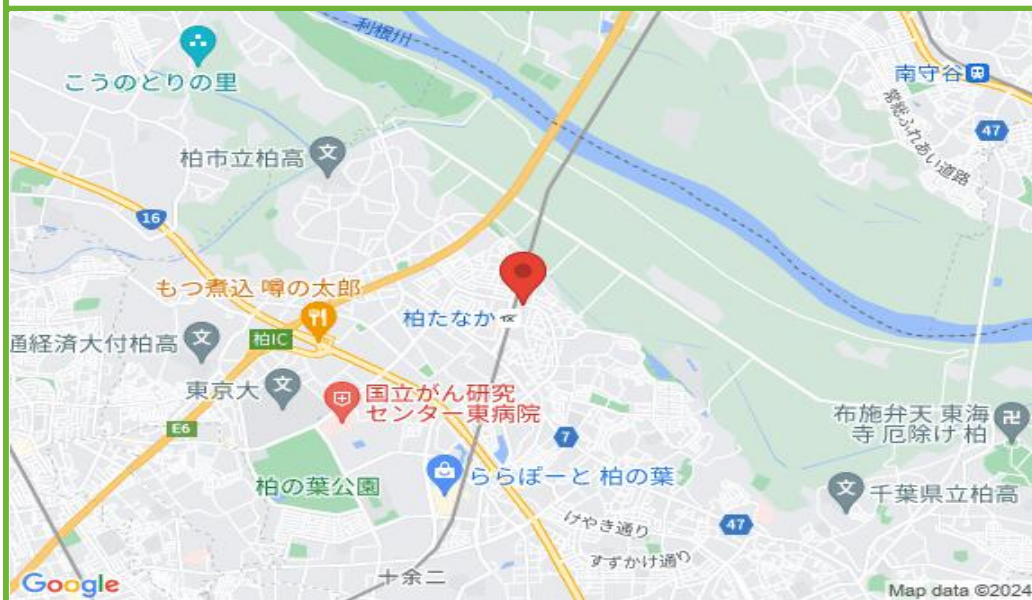 利根川
こうのとりの里
南守谷
47
常総ふれあい道路
柏市立柏高
文
16
もつ煮込 噂の太郎
柏たなか
TX
通経済大付柏高
文
柏IC
東京大
文
国立がん研究
センター東病院
E6
7
布施弁天 東海
寺 厄除け 柏
柏の葉公園
ららぽーと 柏の葉
文
千葉県立柏高
けやき通り
47
すずかけ通り
十余二
Google
Map data ©2024